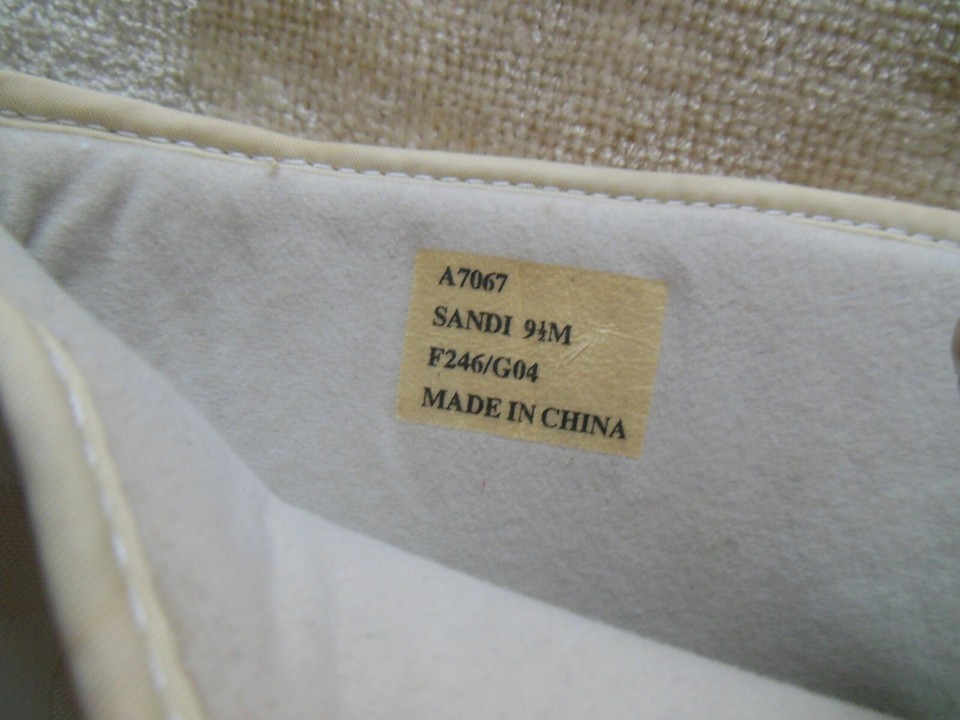 A7067
SANDI 9½M
F246/G04
MADE IN CHINA